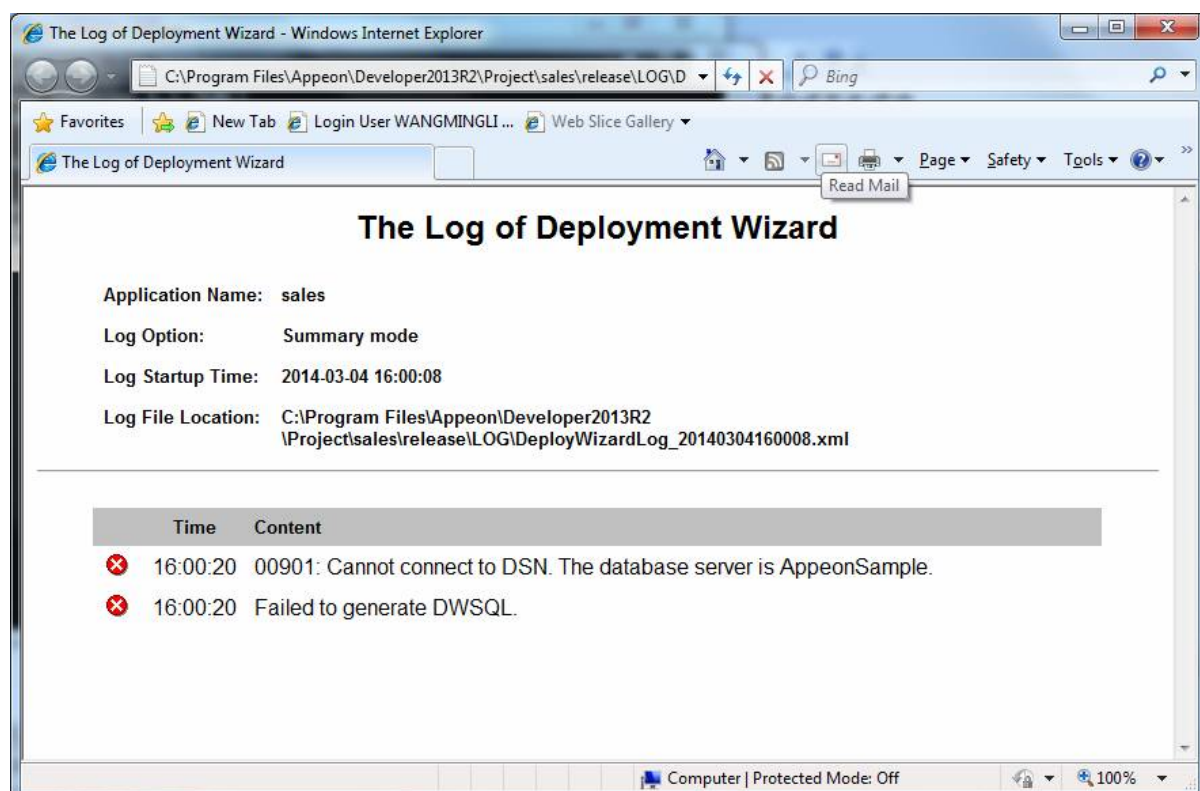 The Log of Deployment Wizard - Windows Internet Explorer
C:\Program Files\Appeon\Developer2013R2\Project\sales\release\LOG\D
Bing
Favorites
New Tab
Login User WANGMINGLI ...
Web Slice Gallery
The Log of Deployment Wizard
Page
Safety
Tools
»
Read Mail
The Log of Deployment Wizard
Application Name: sales
Log Option: Summary mode
Log Startup Time: 2014-03-04 16:00:08
Log File Location: C:\Program Files\Appeon\Developer2013R2
\Project\sales\release\LOG\DeployWizardLog_20140304160008.xml
Time Content
16:00:20 00901: Cannot connect to DSN. The database server is AppeonSample.
16:00:20 Failed to generate DWSQL.
Computer | Protected Mode: Off
100%